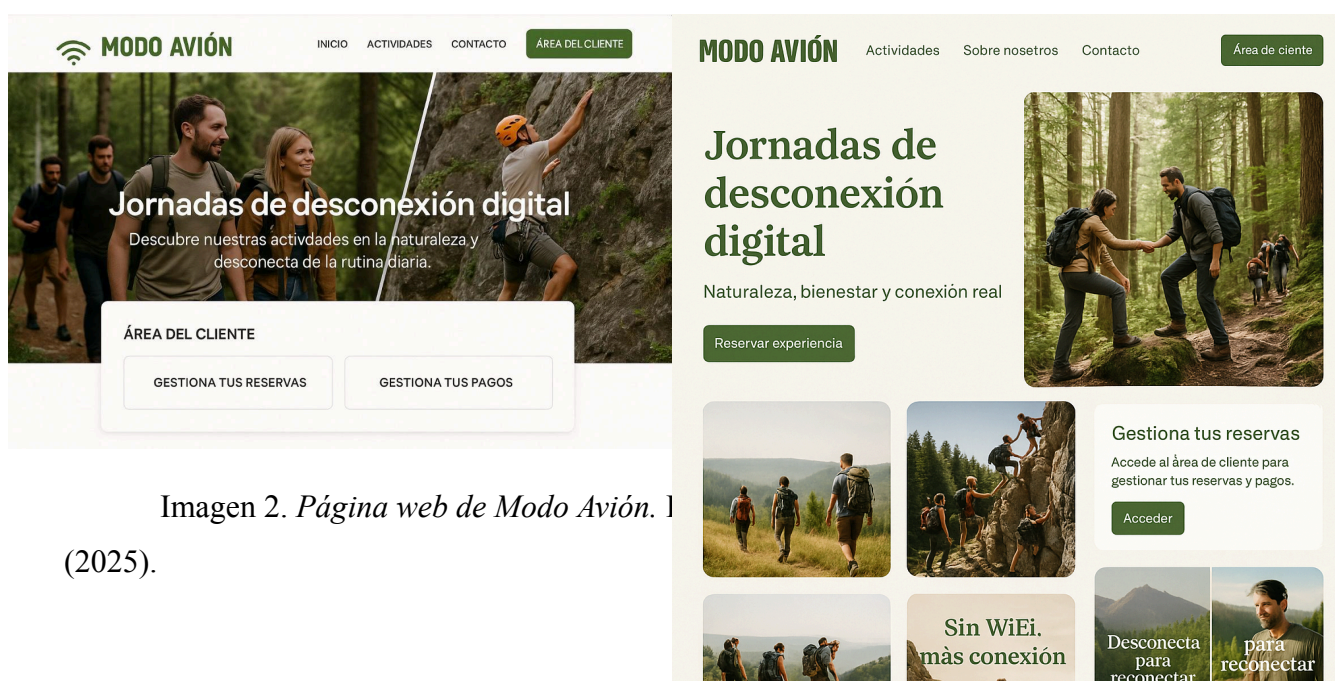 MODO AVIÓN
INICIO ACTIVIDADES CONTACTO ÁREA DEL CLIENTE
Jornadas de desconexión digital
Descubre nuestras activdades en la naturaleza y
desconecta de la rutina diaria.
ÁREA DEL CLIENTE
GESTIONA TUS RESERVAS GESTIONA TUS PAGOS
Imagen 2. Página web de Modo Avión.
(2025).
MODO AVIÓN Actividades Sobre nosetros Contacto Área de ciente
Jornadas de
desconexión
digital
Naturaleza, bienestar y conexión real
Reservar experiencia
Gestiona tus reservas
Accede al área de cliente para
gestionar tus reservas y pagos.
Acceder
Sin WiEi.
màs conexión
Desconecta
para
reconectar
para
reconectar